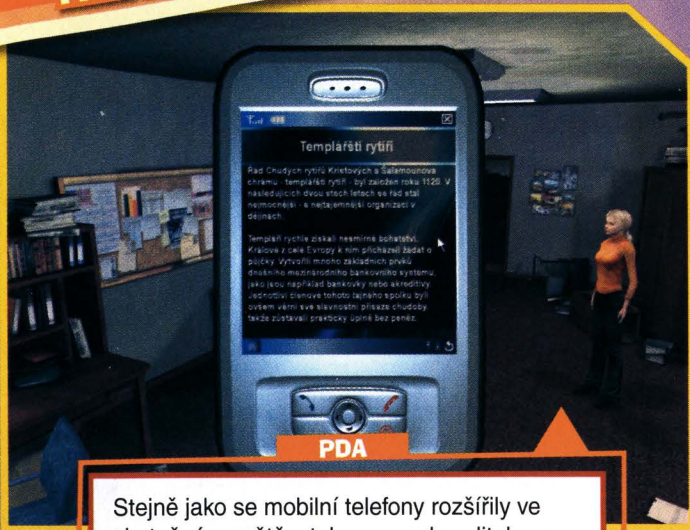 Templářští rytíři
Řád Chudých rytířů Kristových a Šalamounova
chrámu - templářští rytíři - byl založen roku 1120. V
následujících dvou stech letech se řád stal
nejmocnější - a nejtajemnější organizací v
dějinách.
Templáři rychle získali nesmírné bohatství.
Králové z celé Evropy k nim přicházeli žádat o
půjčky. Vytvořili mnoho základních prvků
dnešního mezinárodního bankovního systému,
jako jsou například bankovky nebo akreditivy.
Jednotliví členové tohoto tajného spolku byli
ovšem věrni své slavnostní přísaze chudoby
takže zůstávali prakticky úplně bez peněz.
PDA
Stejně jako se mobilní telefony rozšířily ve